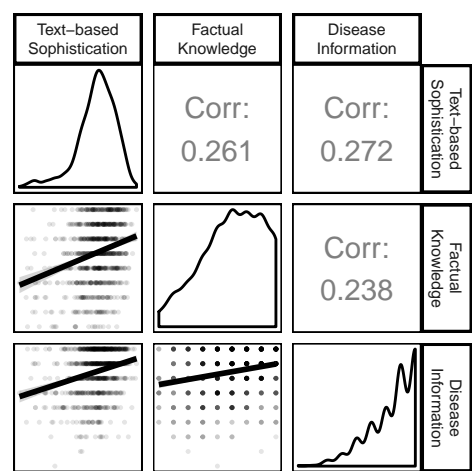 Text–based
Sophistication
Factual
Knowledge
Disease
Information
Corr:
0.261
Corr:
0.272
Text–based
Sophistication
Corr:
0.238
Factual
Knowledge
Disease
Information